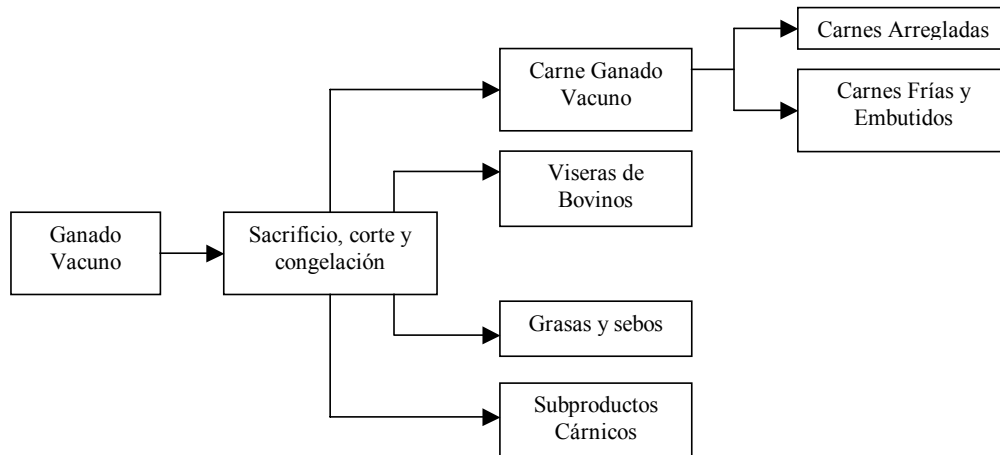 Ganado
Vacuno
Sacrificio, corte y
congelación
Carne Ganado
Vacuno
Carnes Arregladas
Carnes Frías y
Embutidos
Viseras de
Bovinos
Grasas y sebos
Subproductos
Cárnicos